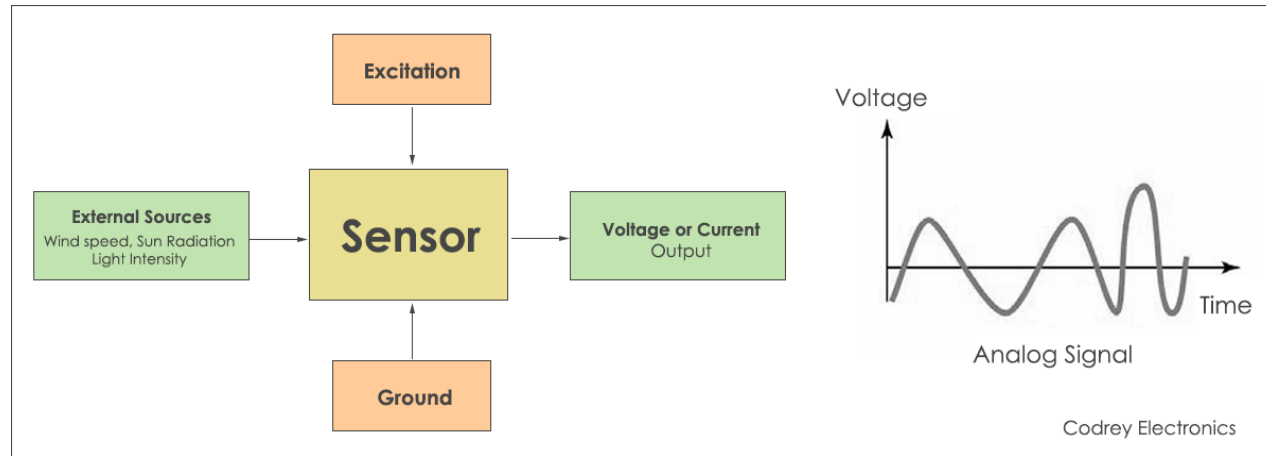 Excitation
External Sources
Wind speed, Sun Radiation
Light Intensity
Sensor
Voltage or Current
Output
Ground
Voltage
Time
Analog Signal
Codrey Electronics